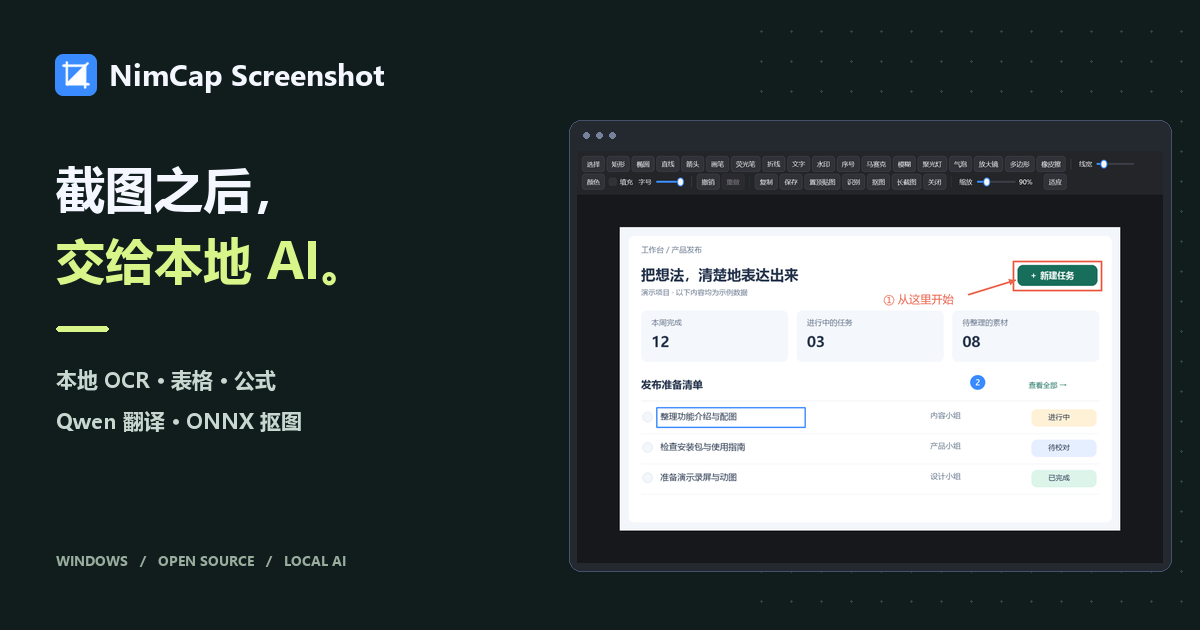 NimCap Screenshot
截图之后，
交给本地 AI。
本地 OCR • 表格 • 公式
Qwen 翻译 • ONNX 抠图
WINDOWS / OPEN SOURCE / LOCAL AI
选择 矩形 椭圆 直线 箭头 画笔 荧光笔 折线 文字 水印 序号 马赛克 模糊 聚光灯 气泡 放大镜 多边形 橡皮擦 线宽
颜色 填充 字号 撤销 重做 复制 保存 置顶贴图 识别 抠图 长截图 关闭 缩放 90% 适应
工作台 / 产品发布
把想法，清楚地表达出来
演示项目 · 以下内容均为示例数据
+ 新建任务
① 从这里开始
本周完成
12
进行中的任务
03
待整理的素材
08
发布准备清单
2
查看全部 →
整理功能介绍与配图 内容小组 进行中
检查安装包与使用指南 产品小组 待校对
准备演示录屏与动图 设计小组 已完成